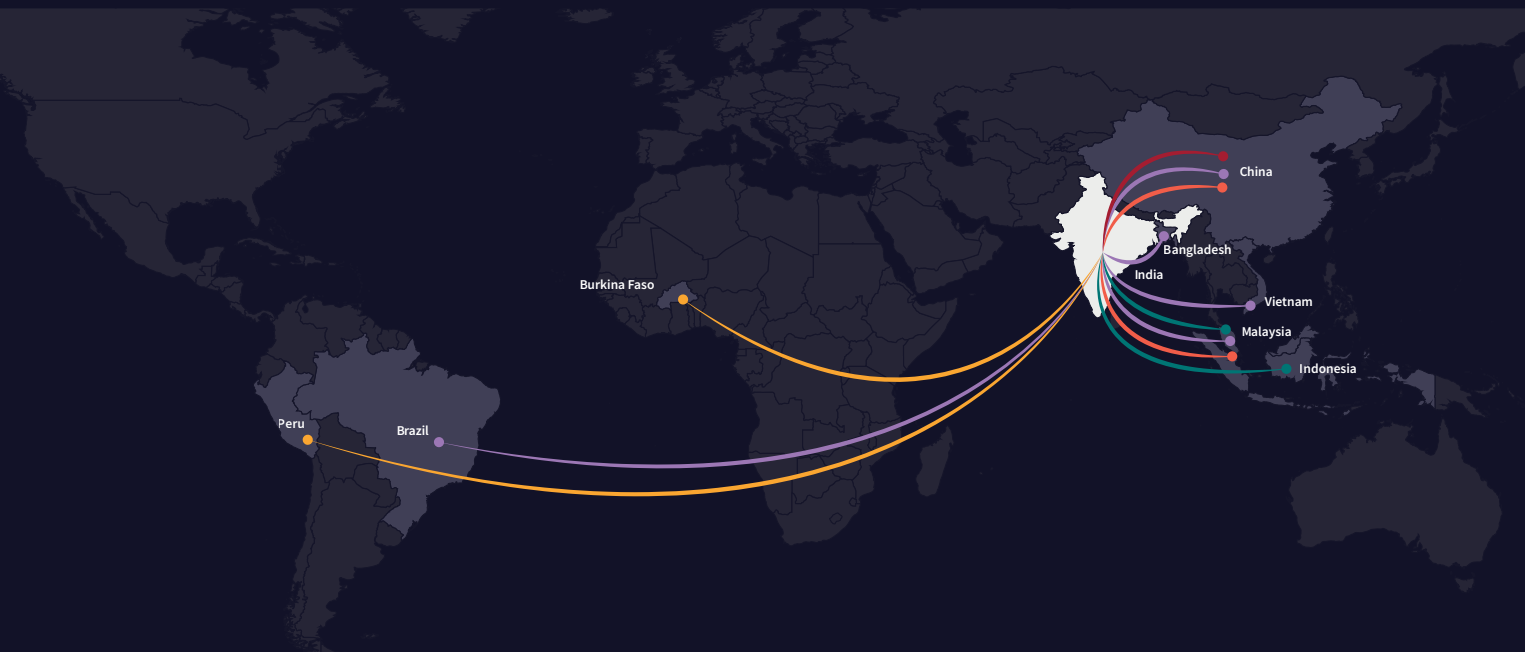 China
Bangladesh
India
Burkina Faso
Vietnam
Malaysia
Indonesia
Peru
Brazil